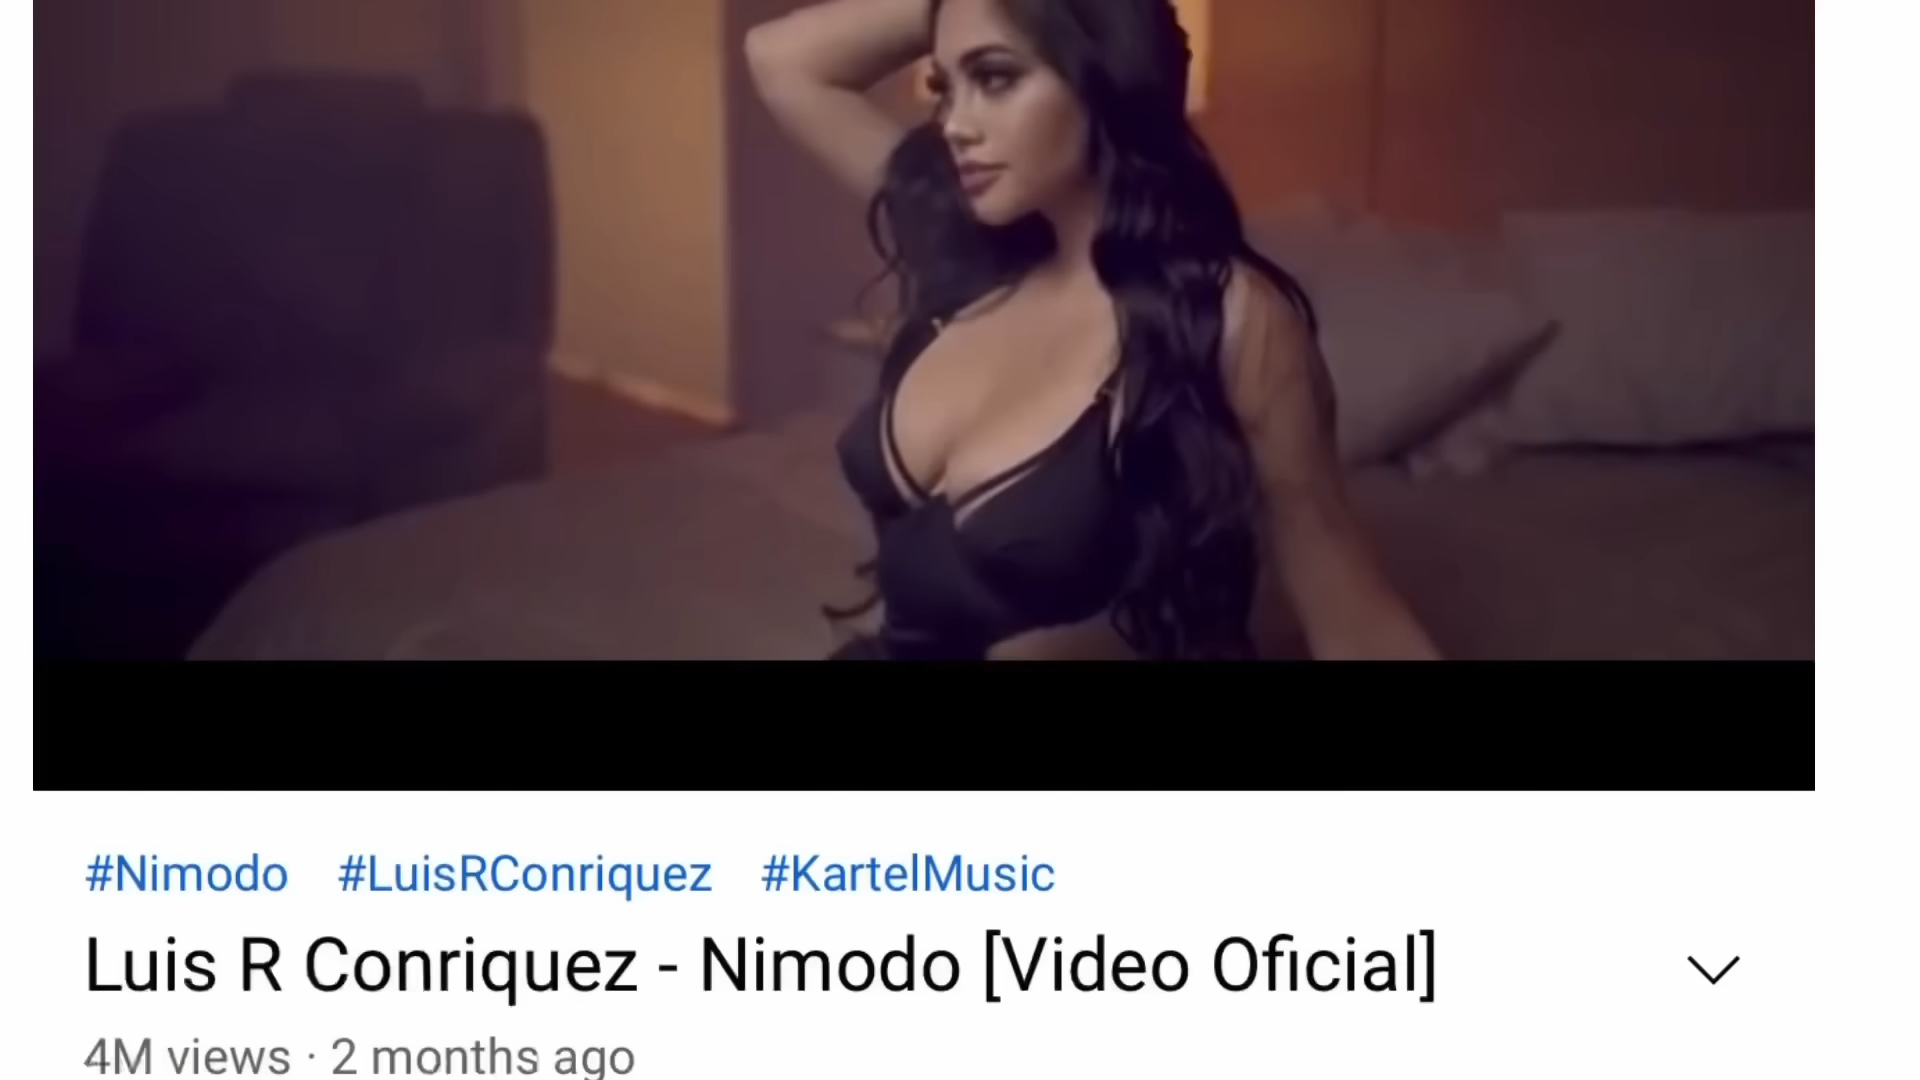 #Nimodo #LuisRConriquez #KartelMusic
Luis R Conriquez - Nimodo [Video Oficial]
4M views · 2 months ago